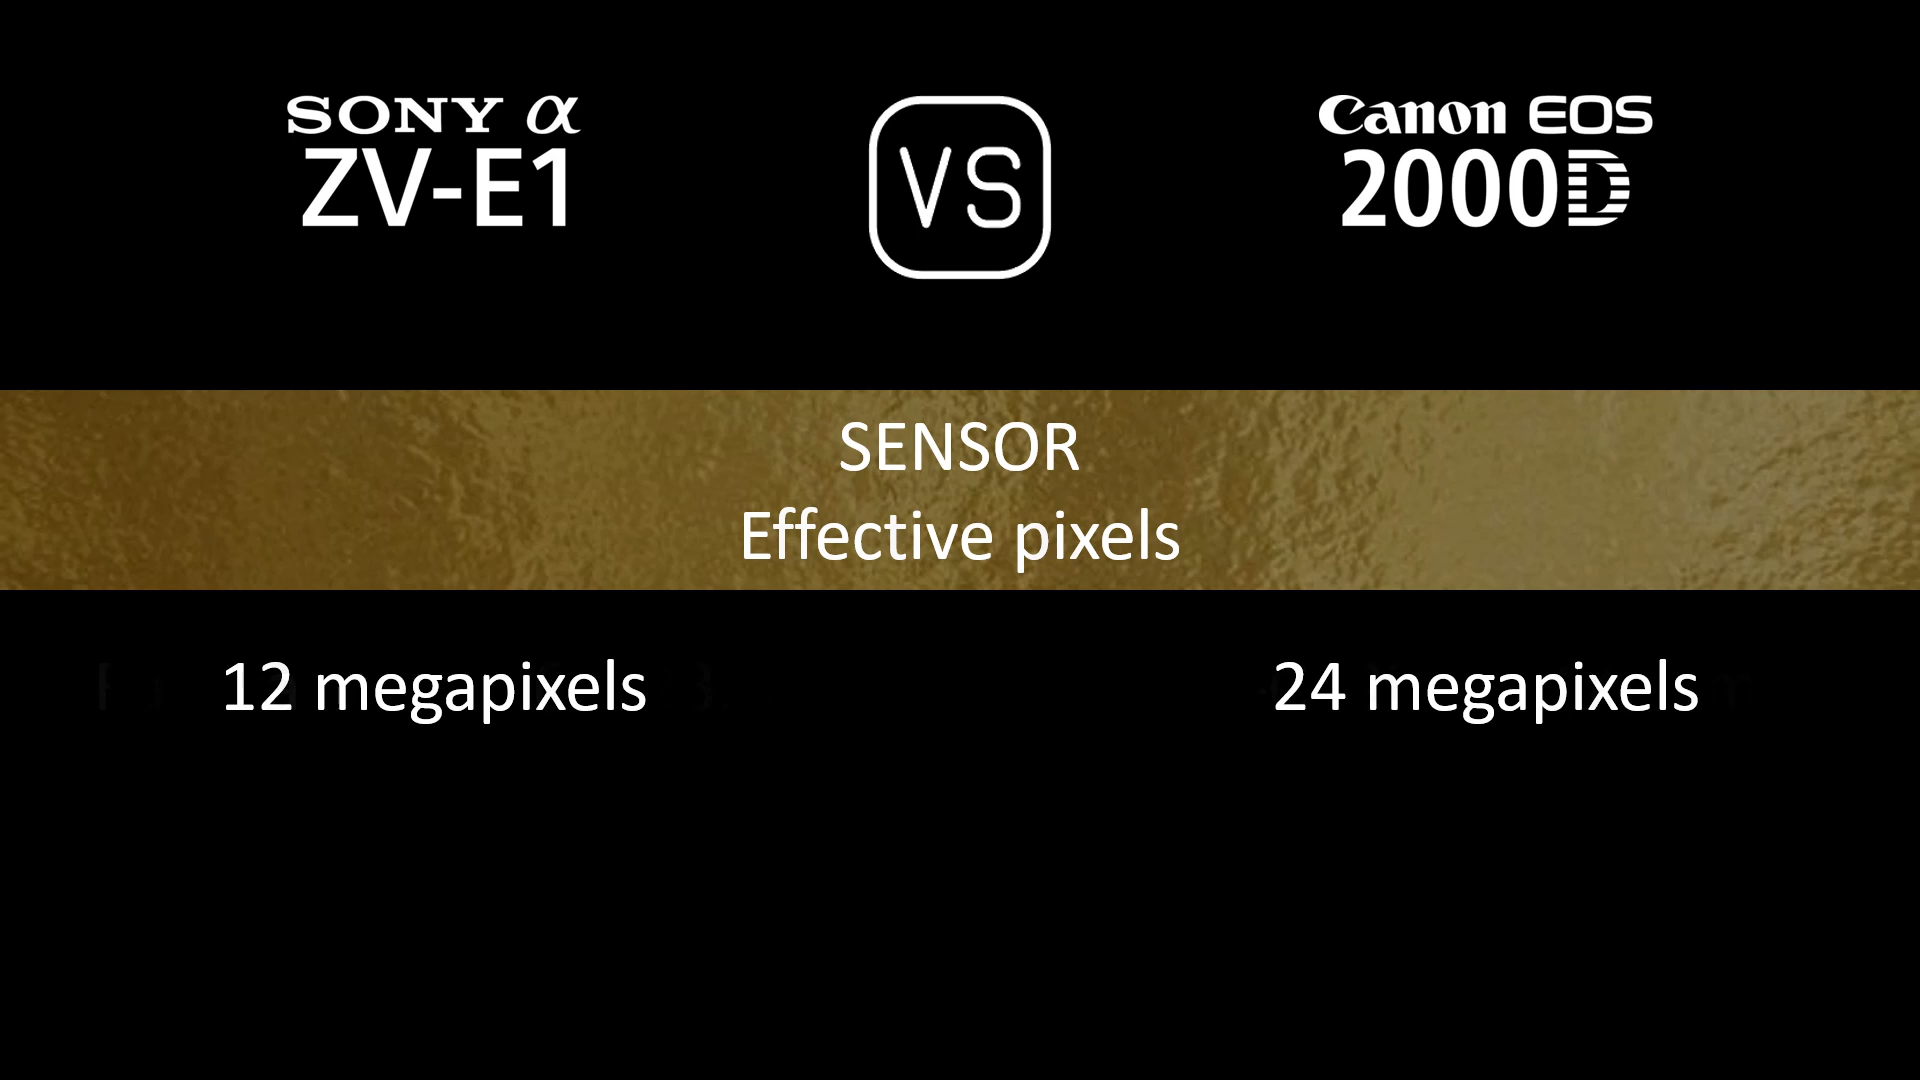 SONY α
ZV-E1
VS
Canon EOS
2000D
SENSOR
Effective pixels
12 megapixels
24 megapixels